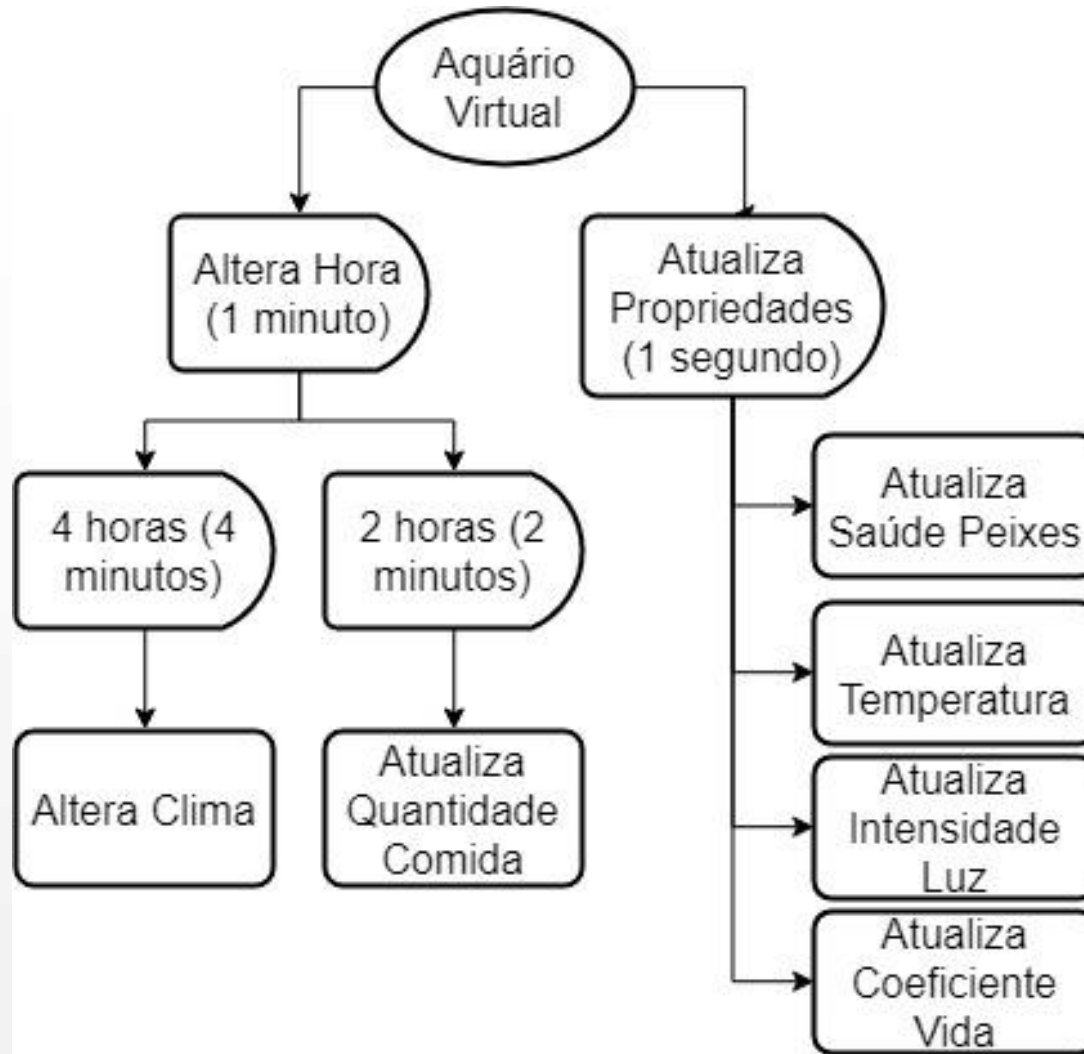 Aquário
Virtual
Altera Hora
(1 minuto)
Atualiza
Propriedades
(1 segundo)
4 horas (4
minutos)
2 horas (2
minutos)
Altera Clima
Atualiza
Quantidade
Comida
Atualiza
Saúde Peixes
Atualiza
Temperatura
Atualiza
Intensidade
Luz
Atualiza
Coeficiente
Vida